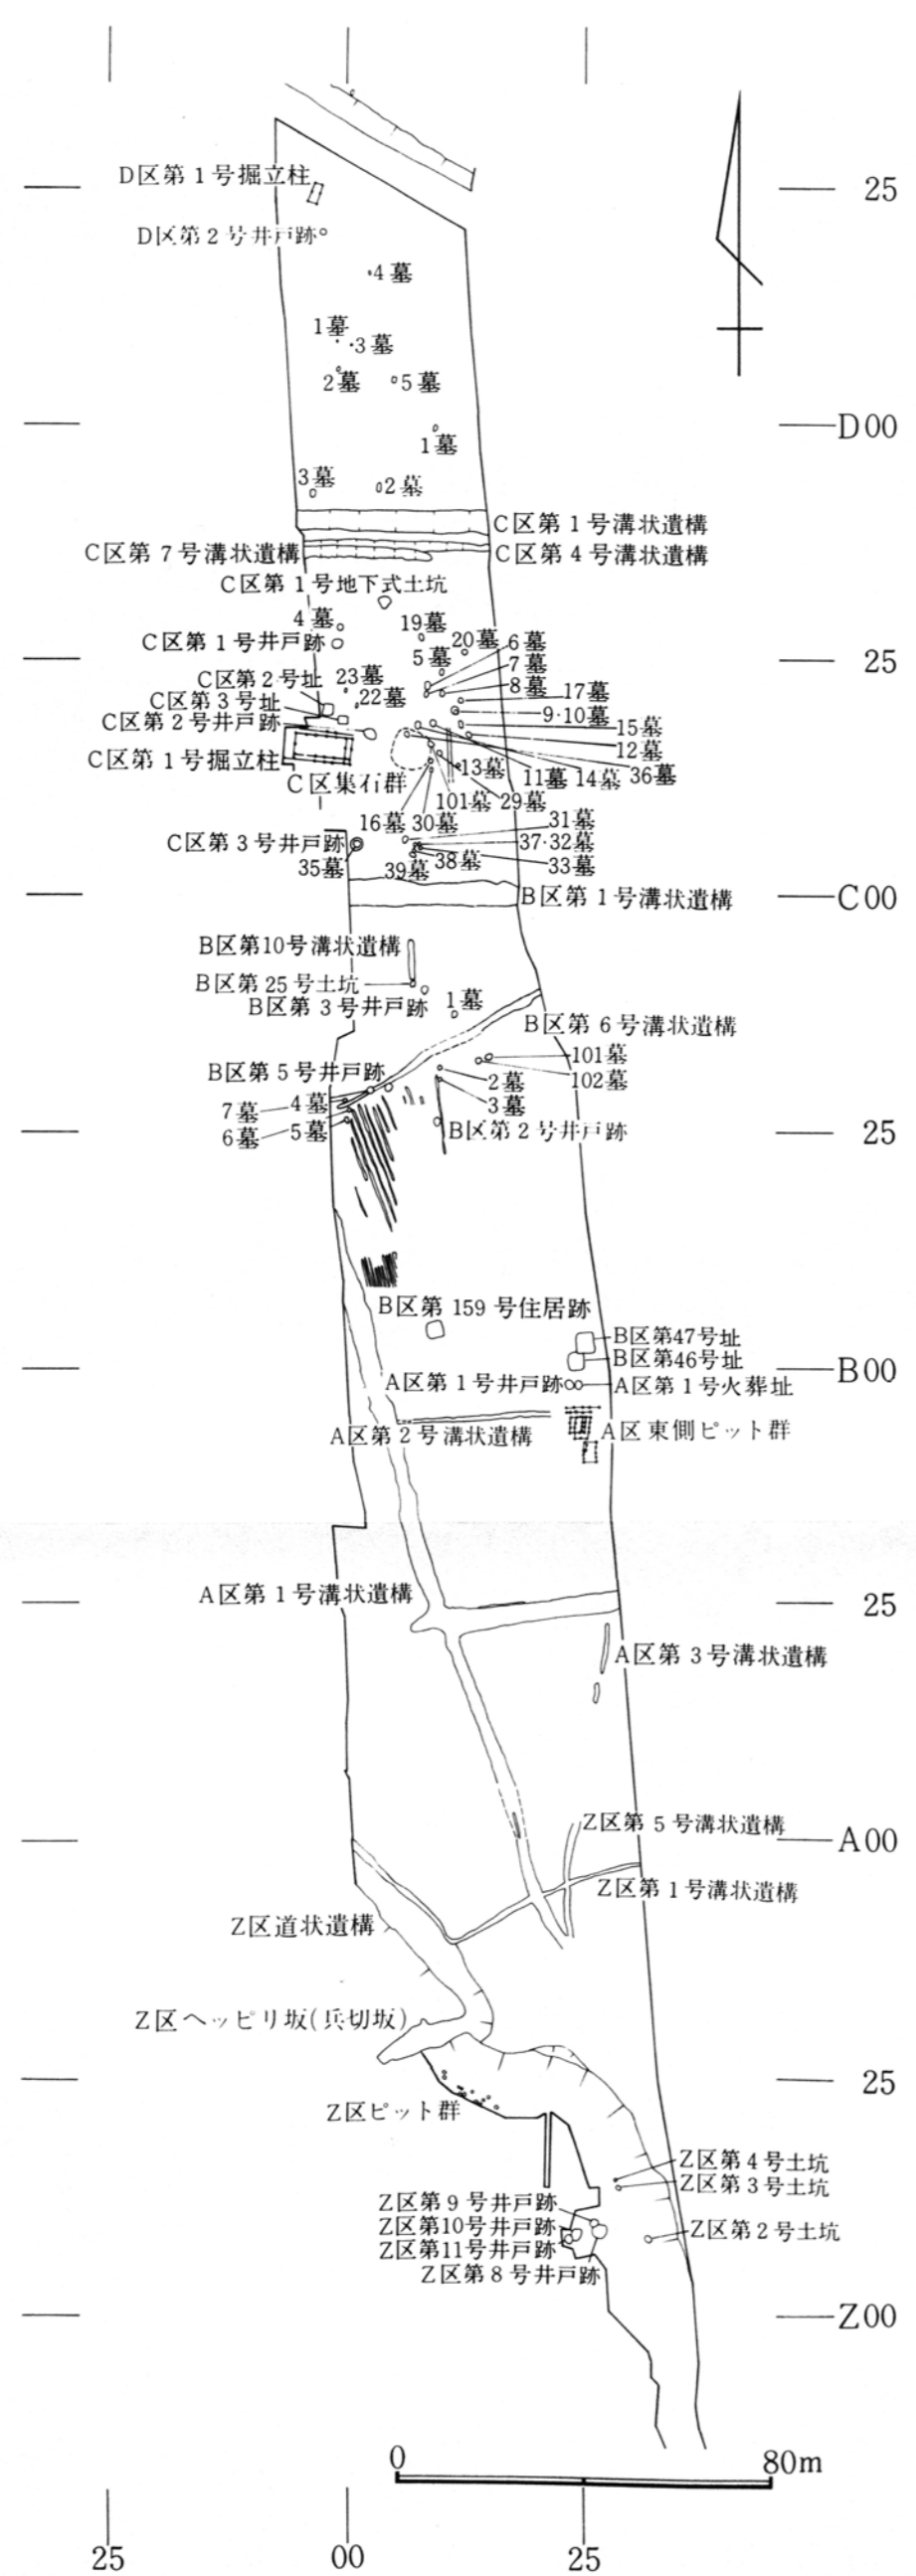 D区第1号掘立柱
25
D区第2号井戸跡
4墓
1墓
3墓
2墓
5墓
D00
1墓
3墓
2墓
C区第1号溝状遺構
C区第7号溝状遺構
C区第4号溝状遺構
C区第1号地下式土坑
4墓
19墓
C区第1号井戸跡
20墓
6墓
25
5墓
7墓
C区第2号址
23墓
8墓
17墓
C区第3号址
22墓
9·10墓
C区第2号井戸跡
15墓
12墓
C区第1号掘立柱
13墓
11墓
14墓
36墓
C区集石群
101墓
29墓
16墓
30墓
31墓
C区第3号井戸跡
37·32墓
35墓
39墓
38墓
33墓
B区第1号溝状遺構
C00
B区第10号溝状遺構
B区第25号土坑
B区第3号井戸跡
1墓
B区第6号溝状遺構
101墓
B区第5号井戸跡
2墓
102墓
7墓
4墓
3墓
6墓
5墓
B区第2号井戸跡
25
B区第159号住居跡
B区第47号址
B区第46号址
B00
A区第1号井戸跡
A区第1号火葬址
A区第2号溝状遺構
A区東側ピット群
A区第1号溝状遺構
25
A区第3号溝状遺構
Z区第5号溝状遺構
A00
Z区第1号溝状遺構
Z区道状遺構
Z区ヘッピリ坂(兵切坂)
25
Z区ピット群
Z区第4号土坑
Z区第3号土坑
Z区第9号井戸跡
Z区第10号井戸跡
Z区第2号土坑
Z区第11号井戸跡
Z区第8号井戸跡
Z00
0
80m
25
00
25